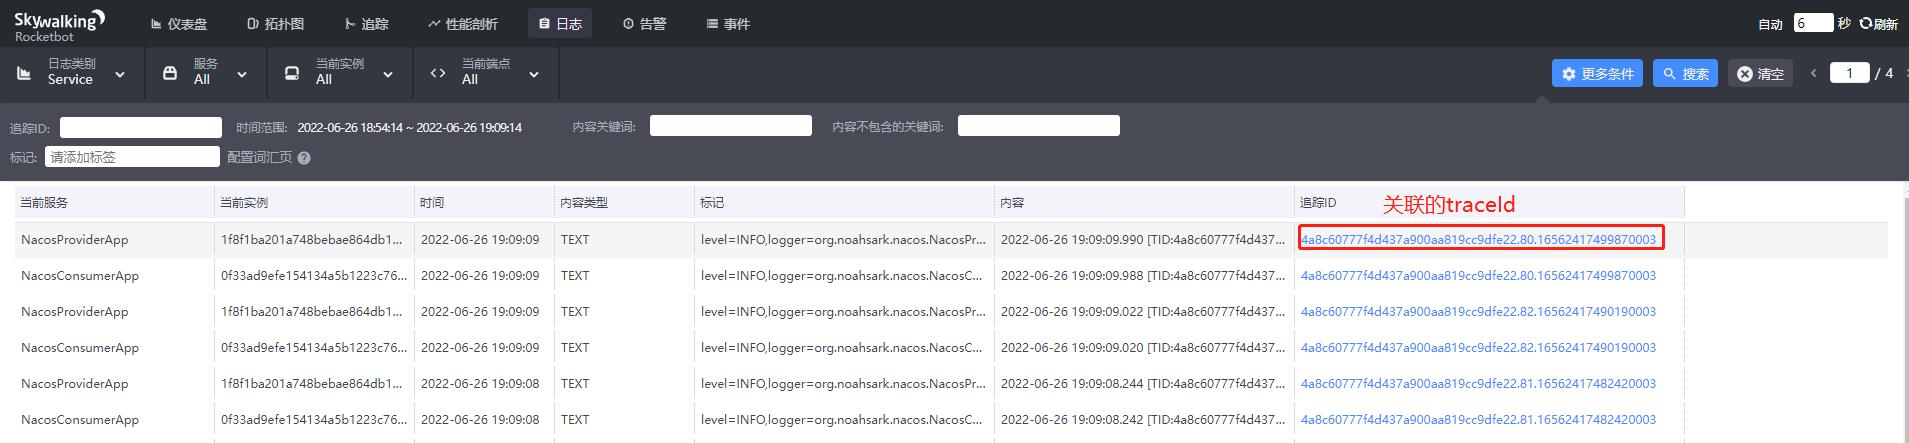 Skywalking
Rocketbot
仪表盘 拓扑图 追踪 性能剖析 日志 告警 事件 自动 6 秒 刷新
日志类别 服务 当前实例 当前端点
Service All All All 更多条件 搜索 清空 1 / 4
追踪ID: 时间范围: 2022-06-26 18:54:14 ~ 2022-06-26 19:09:14 内容关键词: 内容不包含的关键词:
标记: 请添加标签 配置词汇页 ?
当前服务 当前实例 时间 内容类型 标记 内容 追踪ID 关联的traceId
NacosProviderApp 1f8f1ba201a748bebae864db1... 2022-06-26 19:09:09 TEXT level=INFO,logger=org.noahsark.nacos.NacosPr... 2022-06-26 19:09:09.990 [TID:4a8c60777f4d437... 4a8c60777f4d437a900aa819cc9dfe22.80.16562417499870003
NacosConsumerApp 0f33ad9efe154134a5b1223c76... 2022-06-26 19:09:09 TEXT level=INFO,logger=org.noahsark.nacos.NacosC... 2022-06-26 19:09:09.988 [TID:4a8c60777f4d437... 4a8c60777f4d437a900aa819cc9dfe22.80.16562417499870003
NacosProviderApp 1f8f1ba201a748bebae864db1... 2022-06-26 19:09:09 TEXT level=INFO,logger=org.noahsark.nacos.NacosPr... 2022-06-26 19:09:09.022 [TID:4a8c60777f4d437... 4a8c60777f4d437a900aa819cc9dfe22.82.16562417490190003
NacosConsumerApp 0f33ad9efe154134a5b1223c76... 2022-06-26 19:09:09 TEXT level=INFO,logger=org.noahsark.nacos.NacosC... 2022-06-26 19:09:09.020 [TID:4a8c60777f4d437... 4a8c60777f4d437a900aa819cc9dfe22.82.16562417490190003
NacosProviderApp 1f8f1ba201a748bebae864db1... 2022-06-26 19:09:08 TEXT level=INFO,logger=org.noahsark.nacos.NacosPr... 2022-06-26 19:09:08.244 [TID:4a8c60777f4d437... 4a8c60777f4d437a900aa819cc9dfe22.81.16562417482420003
NacosConsumerApp 0f33ad9efe154134a5b1223c76... 2022-06-26 19:09:08 TEXT level=INFO,logger=org.noahsark.nacos.NacosC... 2022-06-26 19:09:08.242 [TID:4a8c60777f4d437... 4a8c60777f4d437a900aa819cc9dfe22.81.16562417482420003